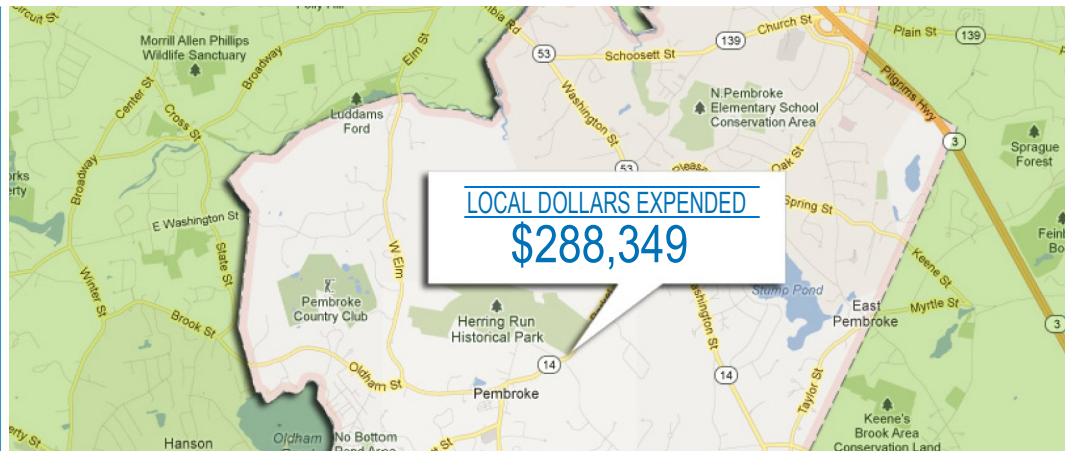 Circuit St
Broadway
Elm St
53
Schoosett St
139
Church St
Plain St
139
Morrill Allen Phillips
Wildlife Sanctuary
Center St
Cross St
Luddams
Ford
Washington St
N.Pembroke
Elementary School
Conservation Area
Pilgrims Hwy
3
Sprague
Forest
Broadway
53
Oak St
LOCAL DOLLARS EXPENDED
$288,349
E Washington St
State St
W Elm
Spring St
Keene St
Winter St
Brook St
Pembroke
Country Club
Herring Run
Historical Park
Stump Pond
Washington St
East
Pembroke
Myrtle St
3
14
Oldham St
Pembroke
14
Taylor St
Keene's
Brook Area
Conservation Land
Hanson
Oldham
No Bottom
Pond Area